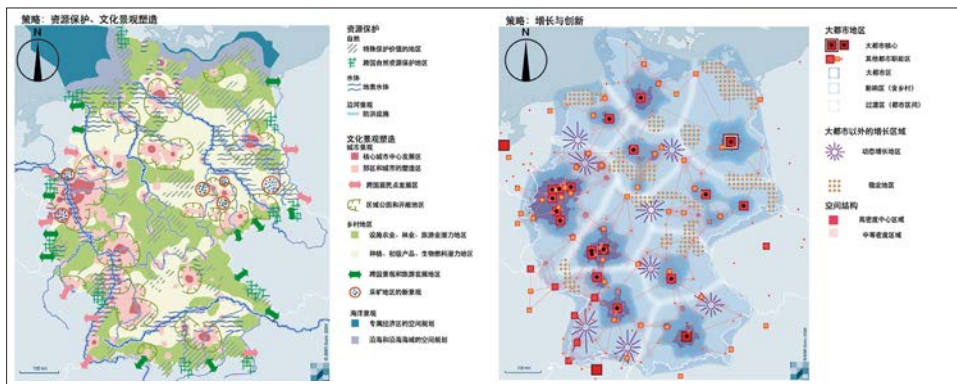 策略：资源保护、文化景观塑造
资源保护
自然
特殊保护价值的地区
跨国自然资源保护地区
水体
地表水体
沿河景观
防洪设施
文化景观塑造
城市景观
核心城市中心发展区
郊区和城市的塑造区
跨国居民点发展区
区域公园和开敞地区
乡村地区
设施农业、林业、旅游业潜力地区
种植、初级产品、生物燃料潜力地区
跨国景观和旅游发展地区
采矿地区的新景观
海洋景观
专属经济区的空间规划
沿海和沿海海域的空间规划
100 km
策略：增长与创新
大都市地区
大都市核心
其他都市职能区
大都市区
影响区（含乡村）
过渡区（都市区间）
大都市以外的增长区域
动态增长地区
稳定地区
空间结构
高密度中心区域
中等密度区域
100 km